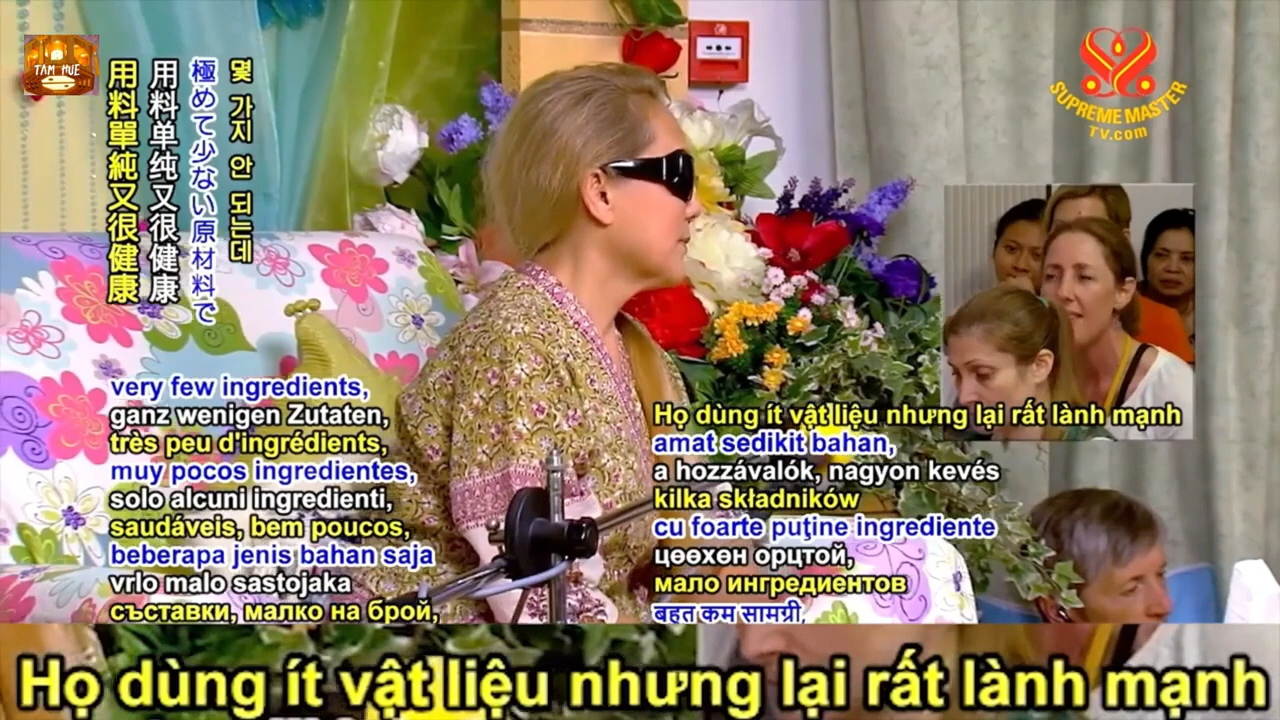 TAM HUE
用料單純又很健康
用料单纯又很健康
極めて少ない原材料で
몇 가지 안 되는데
SUPREME MASTER
TV.com
very few ingredients,
ganz wenigen Zutaten,
très peu d'ingrédients,
muy pocos ingredientes,
solo alcuni ingredienti,
saudáveis, bem poucos,
beberapa jenis bahan saja
vrlo malo sastojaka
съставки, малко на брой,
Họ dùng ít vật liệu nhưng lại rất lành mạnh
amat sedikit bahan,
a hozzávalók, nagyon kevés
kilka składników
cu foarte puţine ingrediente
цөөхөн орцтой,
мало ингредиентов
बहुत कम सामग्री,
Họ dùng ít vật liệu nhưng lại rất lành mạnh